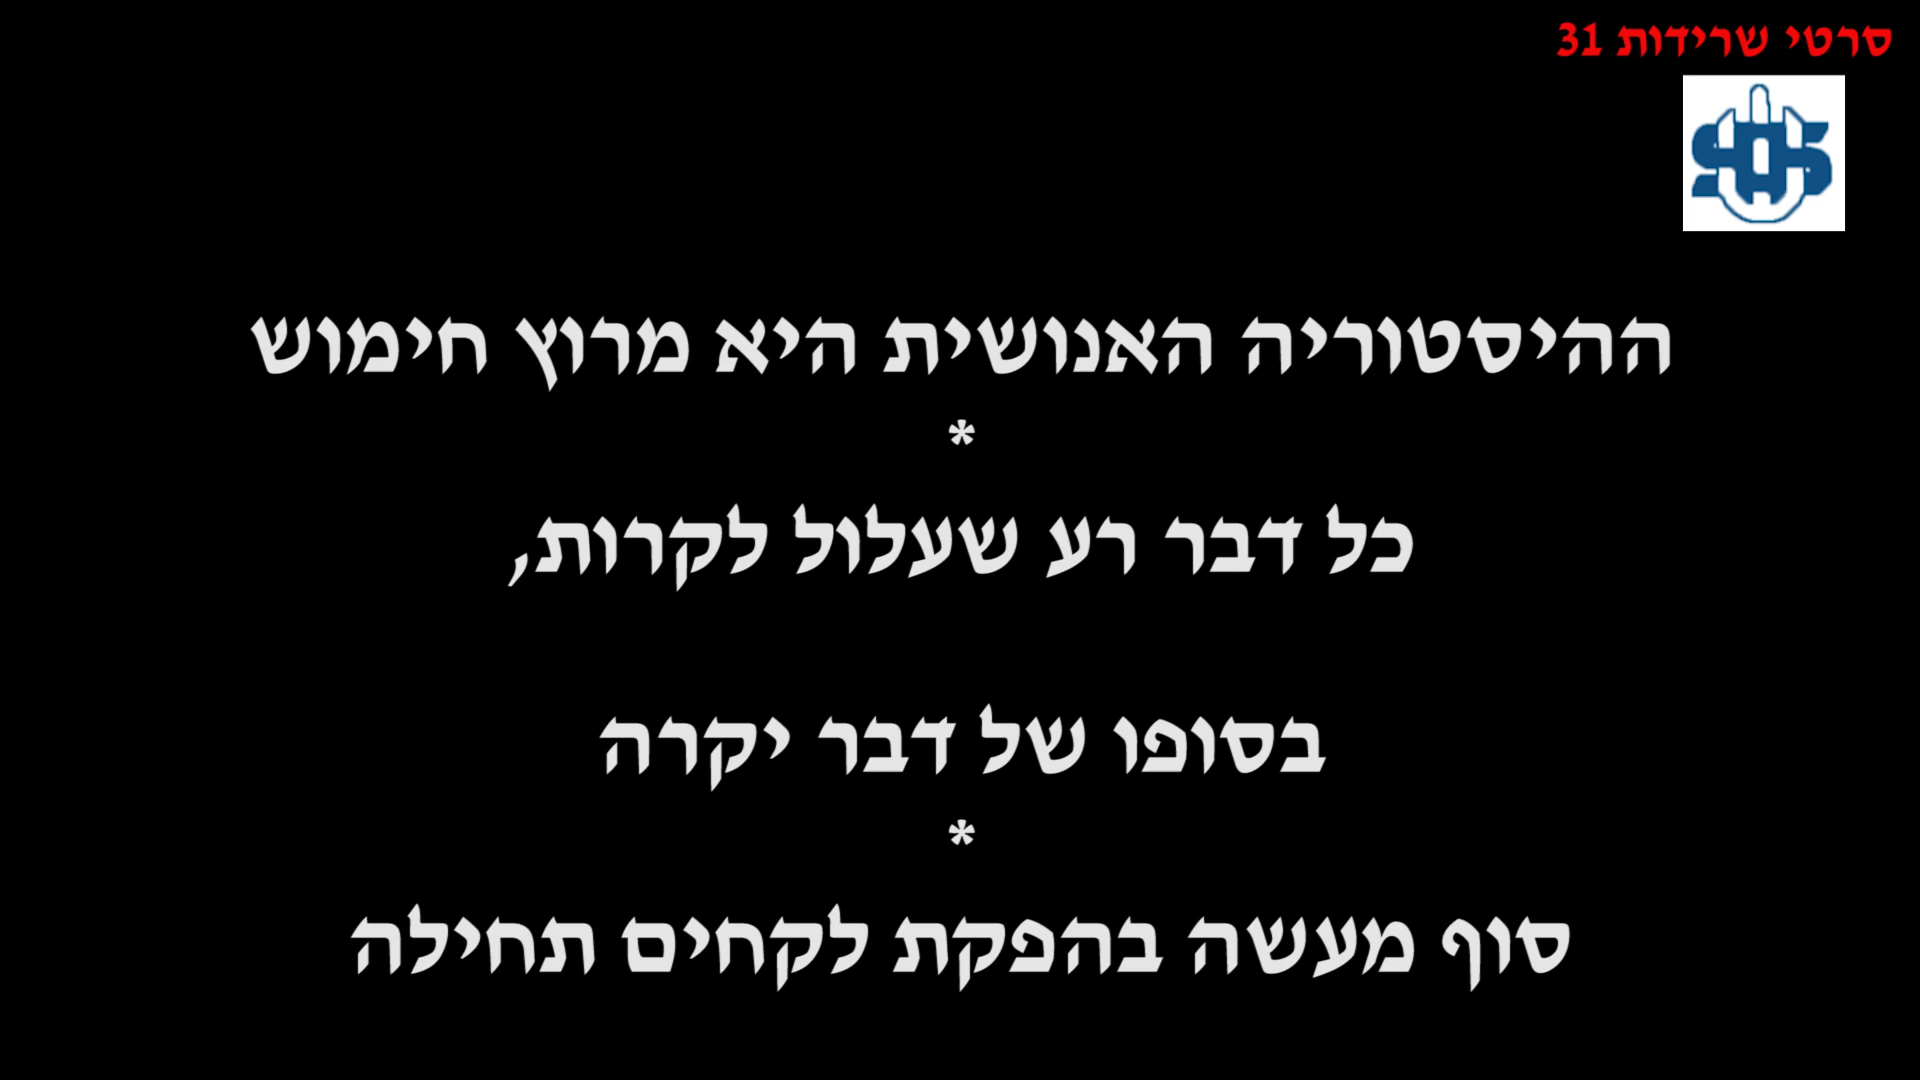 סרטי שרידות 31
SOS
ההיסטוריה האנושית היא מרוץ חימוש
*
כל דבר רע שעלול לקרות,
בסופו של דבר יקרה
*
סוף מעשה בהפקת לקחים תחילה